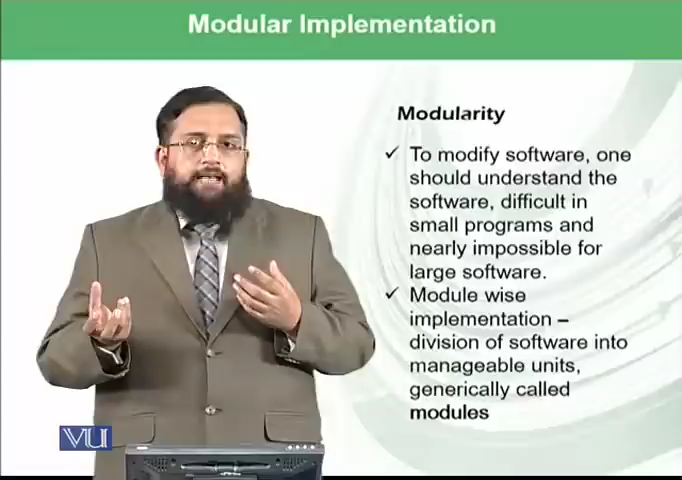 Modular Implementation
Modularity
✓ To modify software, one
should understand the
software, difficult in
small programs and
nearly impossible for
large software.
✓ Module wise
implementation –
division of software into
manageable units,
generically called
modules
VU